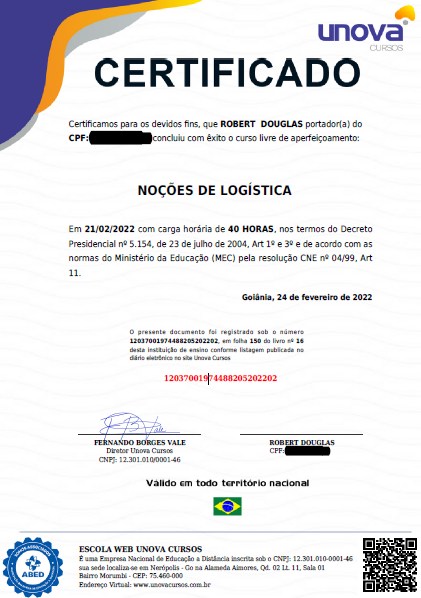 unova
CURSOS
CERTIFICADO
Certificamos para os devidos fins, que ROBERT DOUGLAS portador(a) do
CPF: concluiu com êxito o curso livre de aperfeiçoamento:
NOÇÕES DE LOGÍSTICA
Em 21/02/2022 com carga horária de 40 HORAS, nos termos do Decreto
Presidencial nº 5.154, de 23 de julho de 2004, Art 1º e 3º e de acordo com as
normas do Ministério da Educação (MEC) pela resolução CNE nº 04/99, Art
11.
Goiânia, 24 de fevereiro de 2022
O presente documento foi registrado sob o número
12037001974488205202202, em folha 150 do livro nº 16
desta instituição de ensino conforme listagem publicada no
diário eletrônico no site Unova Cursos
12037001974488205202202
FERNANDO BORGES VALE
Diretor Unova Cursos
CNPJ: 12.301.010/0001-46
ROBERT DOUGLAS
CPF:
Válido em todo território nacional
ABED
ESCOLA WEB UNOVA CURSOS
É uma Empresa Nacional de Educação a Distância inscrita sob o CNPJ: 12.301.010-0001-46
sua sede localiza-se em Nerópolis - Go na Alameda Aimores, Qd. 02 Lt. 11, Sala 01
Bairro Morumbi - CEP: 75.460-000
Endereço Virtual: www.unovacursos.com.br